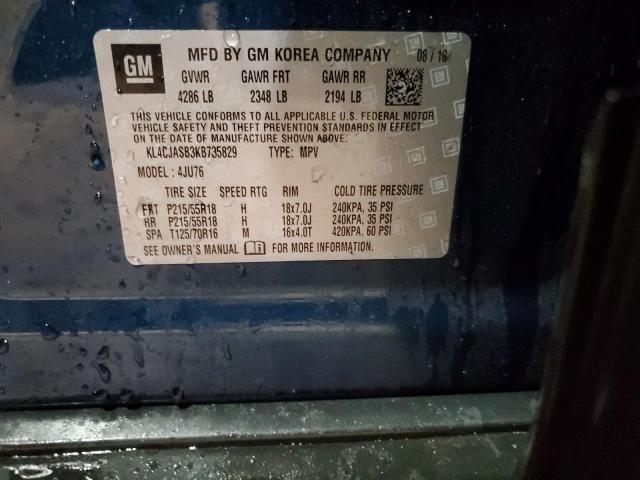 GM MFD BY GM KOREA COMPANY 08/18
GVWR GAWR FRT GAWR RR
4286 LB 2348 LB 2194 LB
THIS VEHICLE CONFORMS TO ALL APPLICABLE U.S. FEDERAL MOTOR
VEHICLE SAFETY AND THEFT PREVENTION STANDARDS IN EFFECT
ON THE DATE OF MANUFACTURE SHOWN ABOVE.
KL4CJASB3KB735829 TYPE: MPV
MODEL: 4JU76
TIRE SIZE SPEED RTG RIM COLD TIRE PRESSURE
FRT P215/55R18 H 18x7.0J 240KPA, 35 PSI
RR P215/55R18 H 18x7.0J 240KPA, 35 PSI
SPA T125/70R16 M 16x4.0T 420KPA, 60 PSI
SEE OWNER'S MANUAL FOR MORE INFORMATION.